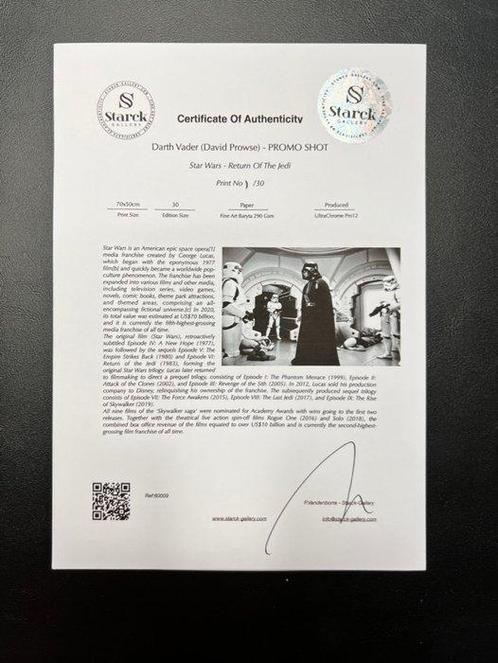 Starck
GALLERY
Starck
GALLERY
Certificate Of Authenticity
Darth Vader (David Prowse) - PROMO SHOT
Star Wars - Return Of The Jedi
Print No 1 /30
70x50cm 30 Paper Produced
Print Size Edition Size Fine Art Baryta 290 Gsm UltraChrome Pro12
Star Wars is an American epic space opera[1]
media franchise created by George Lucas,
which began with the eponymous 1977
film[b] and quickly became a worldwide pop-
culture phenomenon. The franchise has been
expanded into various films and other media,
including television series, video games,
novels, comic books, theme park attractions,
and themed areas, comprising an all-
encompassing fictional universe.[c] In 2020,
its total value was estimated at US$70 billion,
and it is currently the fifth-highest-grossing
media franchise of all time.
The original film (Star Wars), retroactively
subtitled Episode IV: A New Hope (1977),
was followed by the sequels Episode V: The
Empire Strikes Back (1980) and Episode VI:
Return of the Jedi (1983), forming the
original Star Wars trilogy. Lucas later returned
to filmmaking to direct a prequel trilogy, consisting of Episode I: The Phantom Menace (1999), Episode II:
Attack of the Clones (2002), and Episode III: Revenge of the Sith (2005). In 2012, Lucas sold his production
company to Disney, relinquishing his ownership of the franchise. The subsequently produced sequel trilogy
consists of Episode VII: The Force Awakens (2015), Episode VIII: The Last Jedi (2017), and Episode IX: The Rise
of Skywalker (2019).
All nine films of the 'Skywalker saga' were nominated for Academy Awards with wins going to the first two
releases. Together with the theatrical live action spin-off films Rogue One (2016) and Solo (2018), the
combined box office revenue of the films equated to over US$10 billion and is currently the second-highest-
grossing film franchise of all time.
Ref:60009
P.Vandenborre - Starck-Gallery
www.starck-gallery.com info@starck-gallery.com